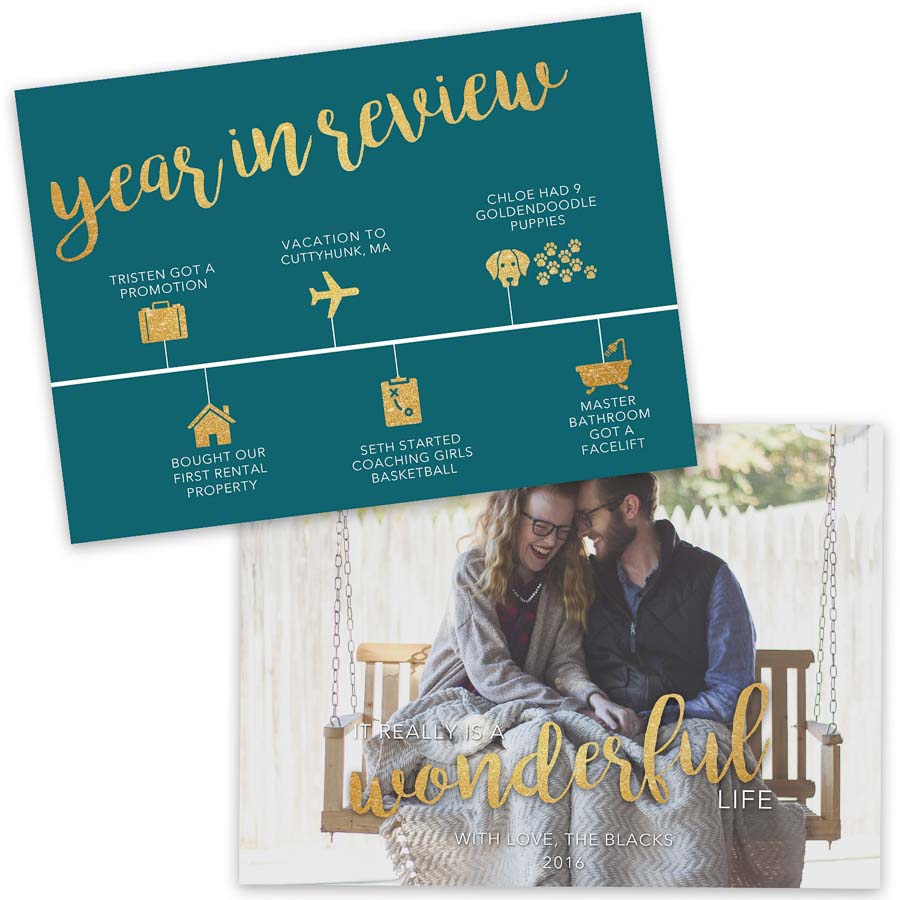 year in review
TRISTEN GOT A
PROMOTION
VACATION TO
CUTTYHUNK, MA
CHLOE HAD 9
GOLDENDOODLE
PUPPIES
BOUGHT OUR
FIRST RENTAL
PROPERTY
SETH STARTED
COACHING GIRLS
BASKETBALL
MASTER
BATHROOM
GOT A
FACELIFT
IT REALLY IS A
wonderful
LIFE
WITH LOVE, THE BLACKS
2016